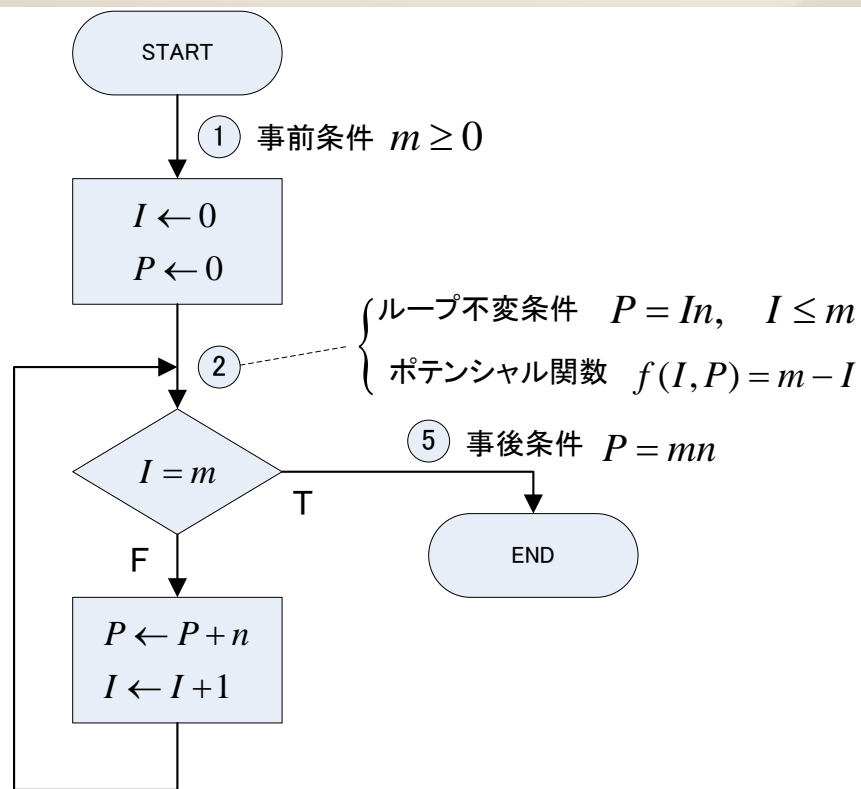 START
① 事前条件 m ≥ 0
I ← 0
P ← 0
② ループ不変条件 P = In, I ≤ m
ポテンシャル関数 f(I, P) = m − I
I = m
T
⑤ 事後条件 P = mn
F
END
P ← P + n
I ← I + 1